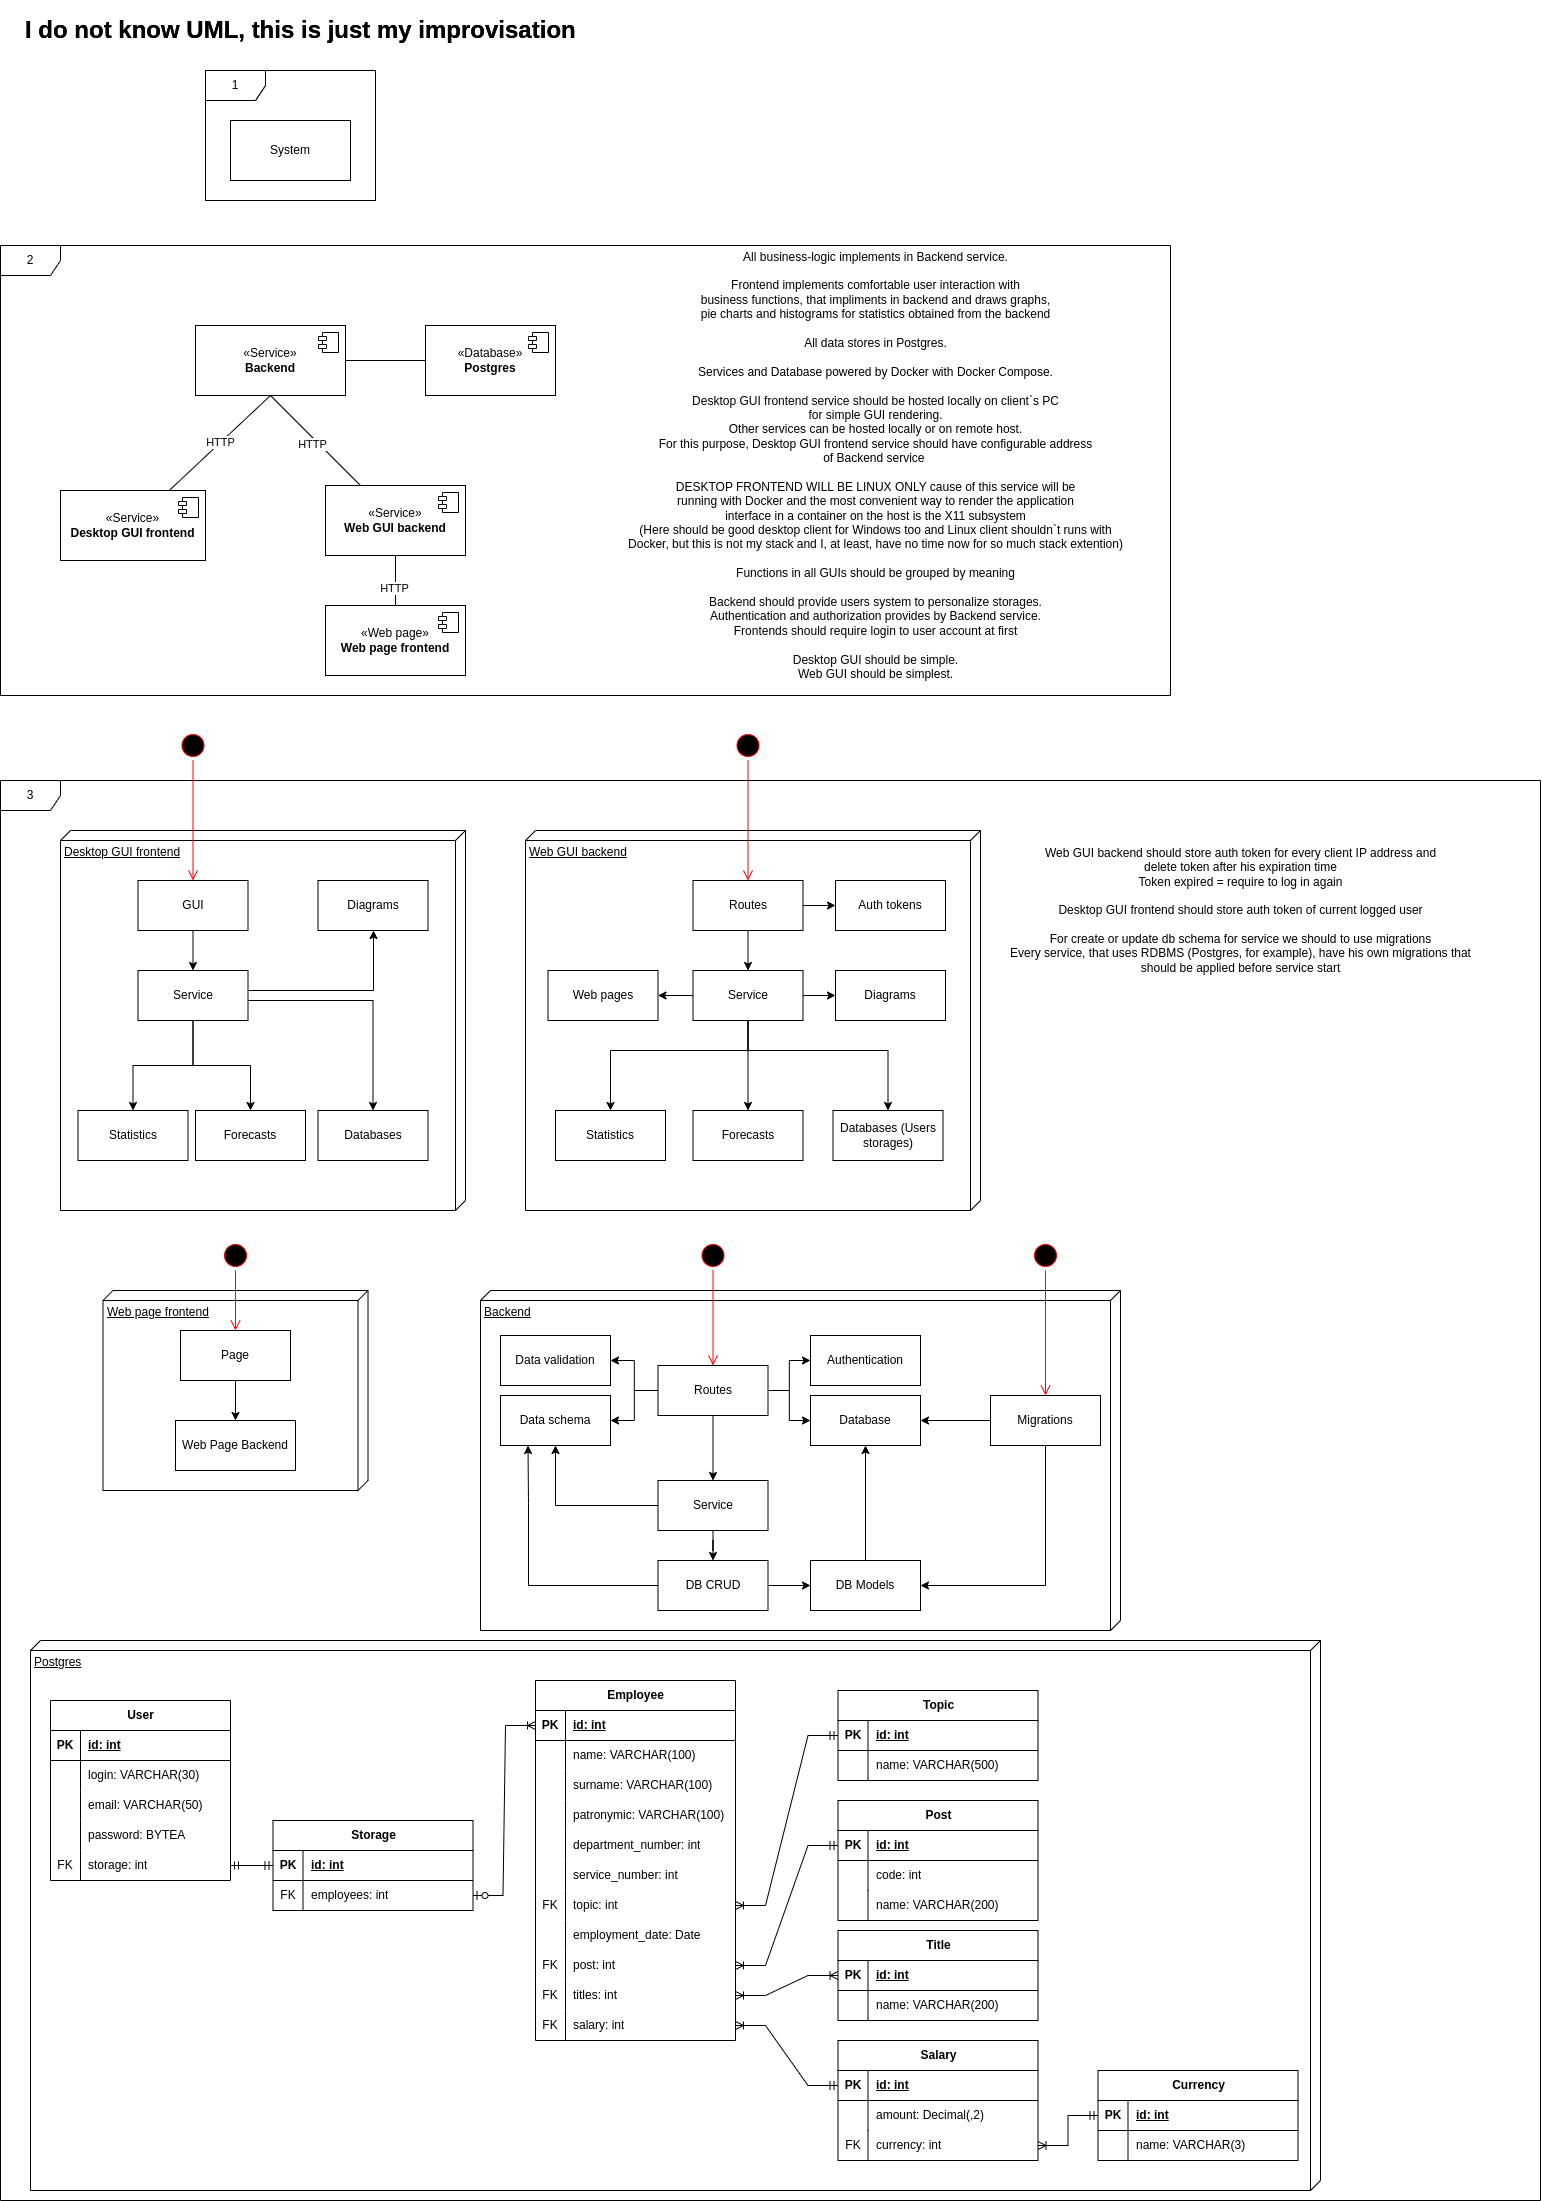 I do not know UML, this is just my improvisation
1
System
2
«Service»
Backend
«Database»
Postgres
HTTP
HTTP
«Service»
Desktop GUI frontend
«Service»
Web GUI backend
HTTP
«Web page»
Web page frontend
All business-logic implements in Backend service.
Frontend implements comfortable user interaction with
business functions, that impliments in backend and draws graphs,
pie charts and histograms for statistics obtained from the backend
All data stores in Postgres.
Services and Database powered by Docker with Docker Compose.
Desktop GUI frontend service should be hosted locally on client`s PC
for simple GUI rendering.
Other services can be hosted locally or on remote host.
For this purpose, Desktop GUI frontend service should have configurable address
of Backend service
DESKTOP FRONTEND WILL BE LINUX ONLY cause of this service will be
running with Docker and the most convenient way to render the application
interface in a container on the host is the X11 subsystem
(Here should be good desktop client for Windows too and Linux client shouldn`t runs with
Docker, but this is not my stack and I, at least, have no time now for so much stack extention)
Functions in all GUIs should be grouped by meaning
Backend should provide users system to personalize storages.
Authentication and authorization provides by Backend service.
Frontends should require login to user account at first
Desktop GUI should be simple.
Web GUI should be simplest.
3
Desktop GUI frontend
GUI
Diagrams
Service
Statistics
Forecasts
Databases
Web GUI backend
Routes
Auth tokens
Web pages
Service
Diagrams
Statistics
Forecasts
Databases (Users
storages)
Web GUI backend should store auth token for every client IP address and
delete token after his expiration time
Token expired = require to log in again
Desktop GUI frontend should store auth token of current logged user
For create or update db schema for service we should to use migrations
Every service, that uses RDBMS (Postgres, for example), have his own migrations that
should be applied before service start
Web page frontend
Page
Web Page Backend
Backend
Data validation
Routes
Authentication
Data schema
Database
Migrations
Service
DB CRUD
DB Models
Postgres
User
PK id: int
login: VARCHAR(30)
email: VARCHAR(50)
password: BYTEA
FK storage: int
Storage
PK id: int
FK employees: int
Employee
PK id: int
name: VARCHAR(100)
surname: VARCHAR(100)
patronymic: VARCHAR(100)
department_number: int
service_number: int
FK topic: int
employment_date: Date
FK post: int
FK titles: int
FK salary: int
Topic
PK id: int
name: VARCHAR(500)
Post
PK id: int
code: int
name: VARCHAR(200)
Title
PK id: int
name: VARCHAR(200)
Salary
PK id: int
amount: Decimal(,2)
FK currency: int
Currency
PK id: int
name: VARCHAR(3)